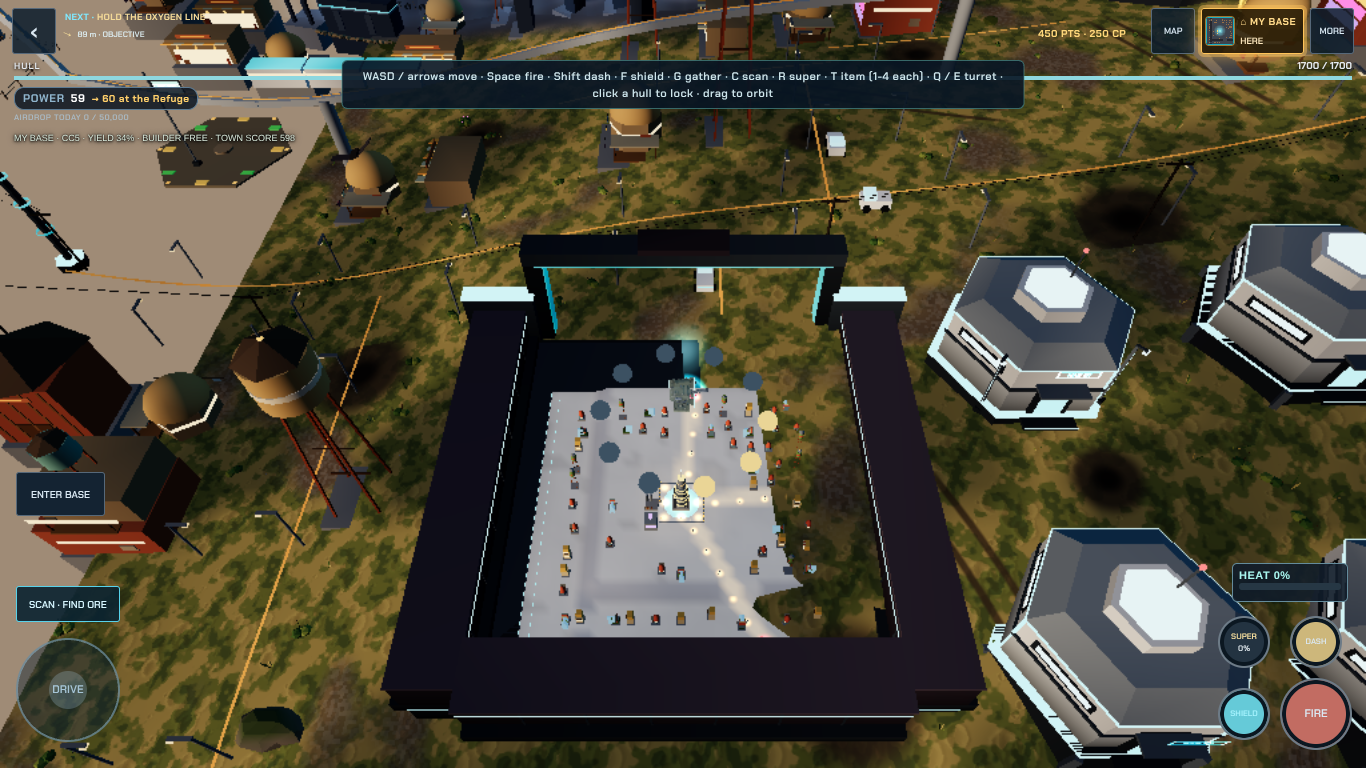 NEXT · HOLD THE OXYGEN LINE
89 m · OBJECTIVE
HULL
POWER 59 → 60 at the Refuge
AIRDROP TODAY 0 / 50,000
MY BASE · CC5 · YIELD 34% · BUILDER FREE · TOWN SCORE 598
WASD / arrows move · Space fire · Shift dash · F shield · G gather · C scan · R super · T item (1-4 each) · Q / E turret ·
click a hull to lock · drag to orbit
450 PTS · 250 CP
MAP
⌂ MY BASE
HERE
MORE
1700 / 1700
ENTER BASE
SCAN · FIND ORE
DRIVE
HEAT 0%
SUPER
0%
DASH
SHIELD
FIRE